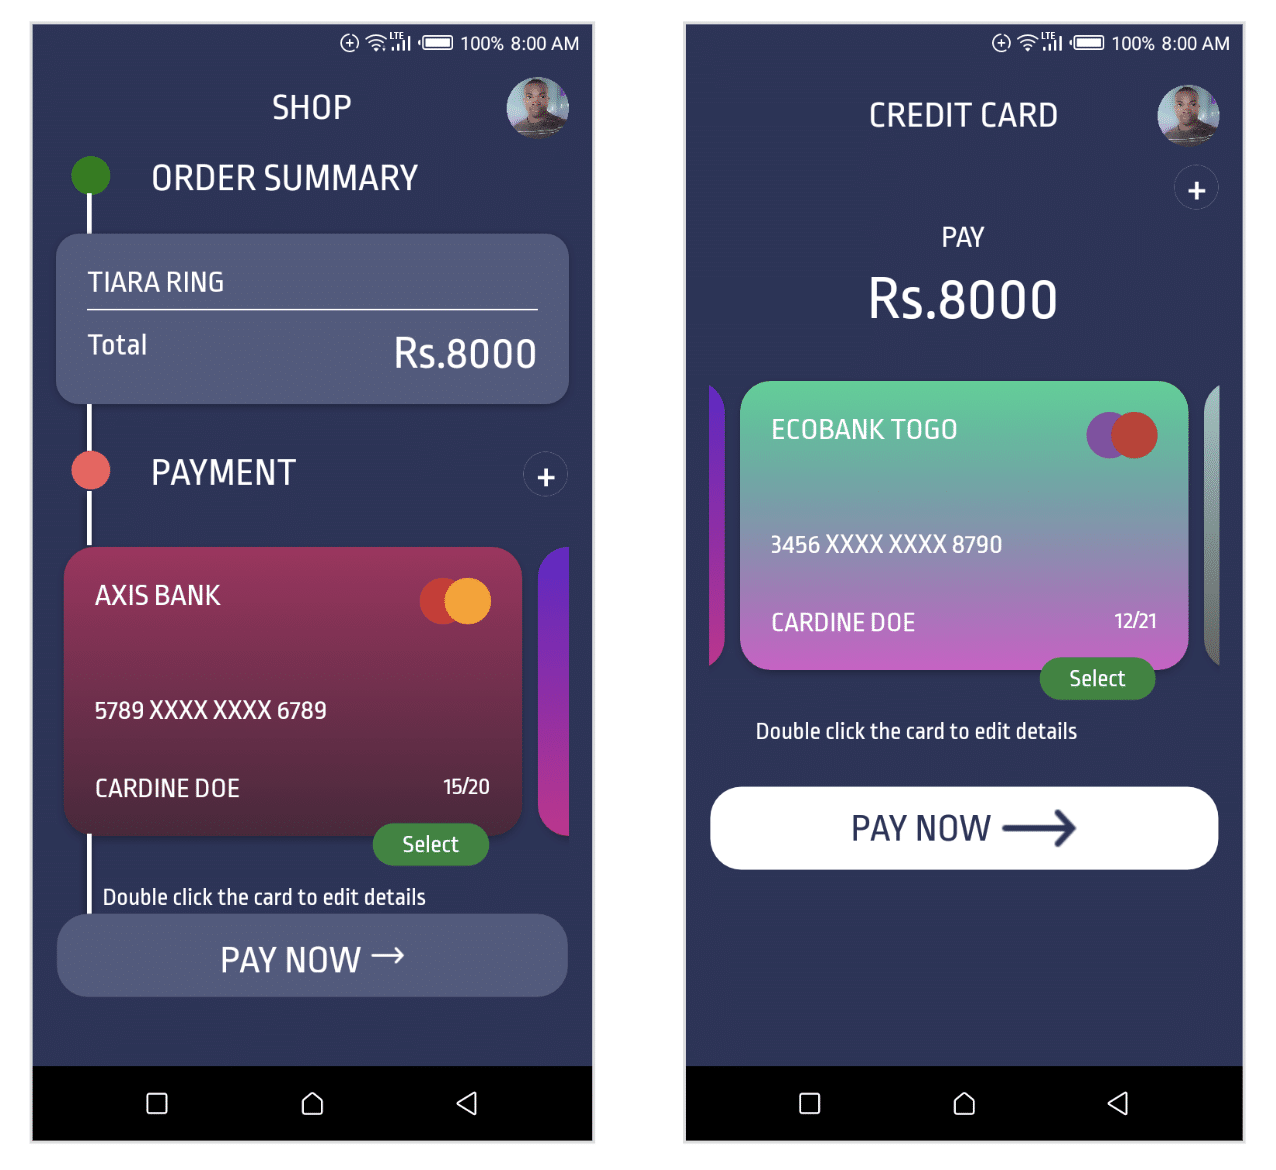 LTE 100% 8:00 AM
SHOP
ORDER SUMMARY
TIARA RING
Total Rs.8000
PAYMENT +
AXIS BANK
5789 XXXX XXXX 6789
CARDINE DOE 15/20
Select
Double click the card to edit details
PAY NOW →
LTE 100% 8:00 AM
CREDIT CARD
+
PAY
Rs.8000
ECOBANK TOGO
3456 XXXX XXXX 8790
CARDINE DOE 12/21
Select
Double click the card to edit details
PAY NOW →